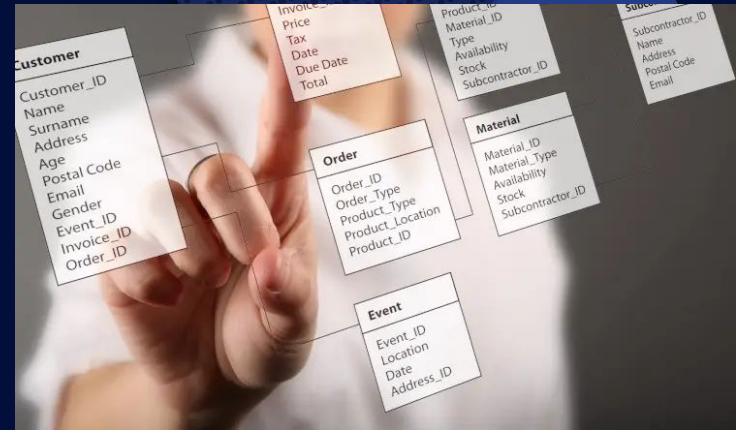 Customer
Customer_ID
Name
Surname
Address
Age
Postal Code
Email
Gender
Event_ID
Invoice_ID
Order_ID
Price
Tax
Date
Due Date
Total
Order
Order_ID
Order_Type
Product_Type
Product_Location
Product_ID
Event
Event_ID
Location
Date
Address_ID
Product_ID
Material_ID
Type
Availability
Stock
Subcontractor_ID
Material
Material_ID
Material_Type
Availability
Stock
Subcontractor_ID
Subcontractor_ID
Name
Address
Postal Code
Email